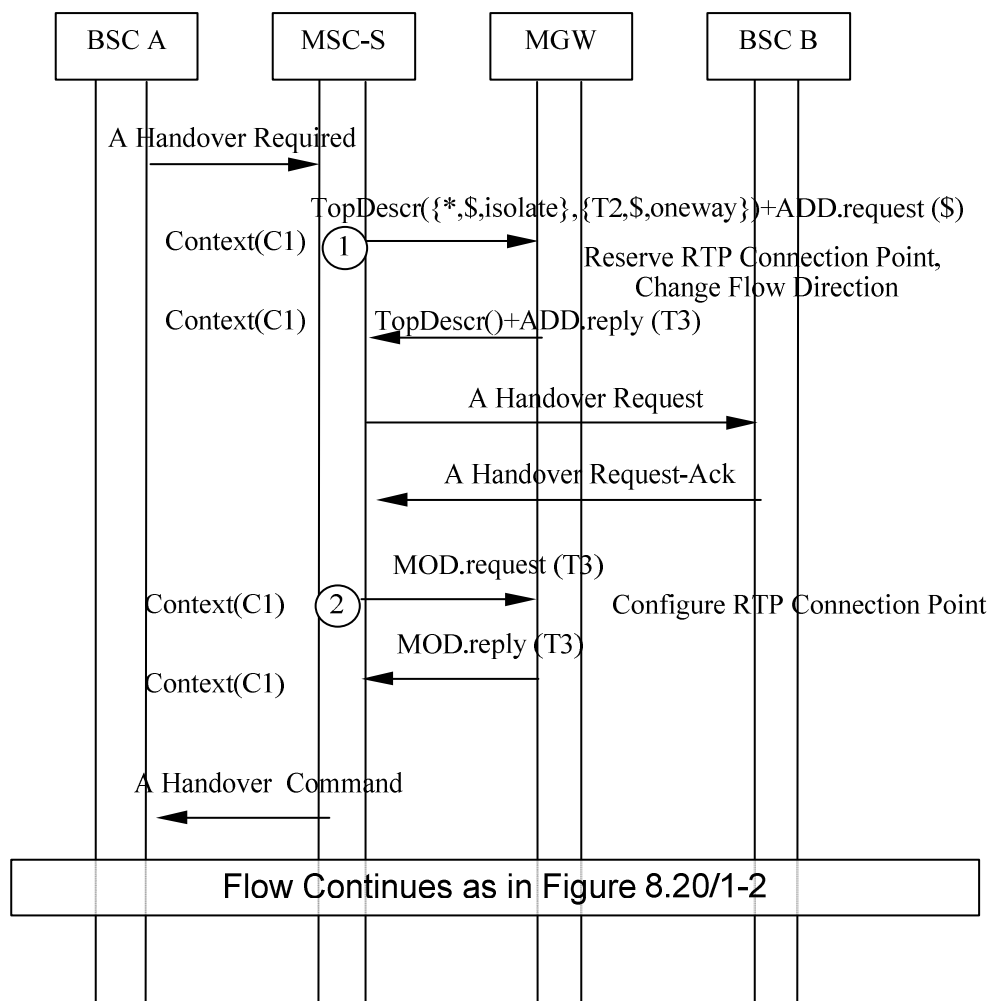 BSC A MSC-S MGW BSC B
A Handover Required
TopDescr({*,$,isolate},{T2,$,oneway})+ADD.request ($)
Context(C1) 1
Reserve RTP Connection Point,
Change Flow Direction
Context(C1) TopDescr()+ADD.reply (T3)
A Handover Request
A Handover Request-Ack
MOD.request (T3)
Context(C1) 2 Configure RTP Connection Point
MOD.reply (T3)
Context(C1)
A Handover Command
Flow Continues as in Figure 8.20/1-2